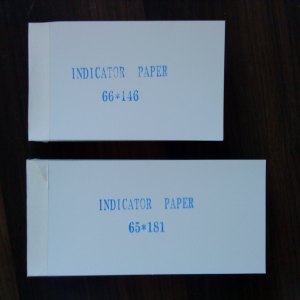 INDICATOR PAPER
66*146
INDICATOR PAPER
65*181